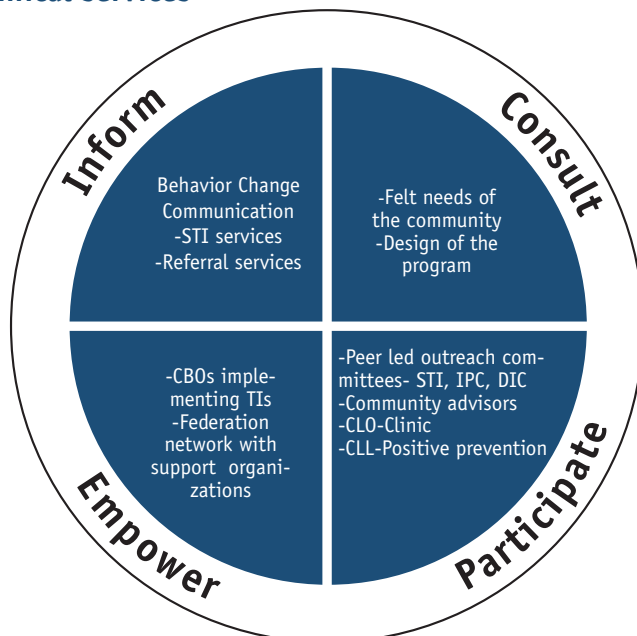 services
Inform
Behavior Change
Communication
-STI services
-Referral services
Consult
-Felt needs of
the community
-Design of the
program
Empower
-CBOs imple-
menting TIs
-Federation
network with
support organi-
zations
Participate
-Peer led outreach com-
mittees- STI, IPC, DIC
-Community advisors
-CLO-Clinic
-CLL-Positive prevention